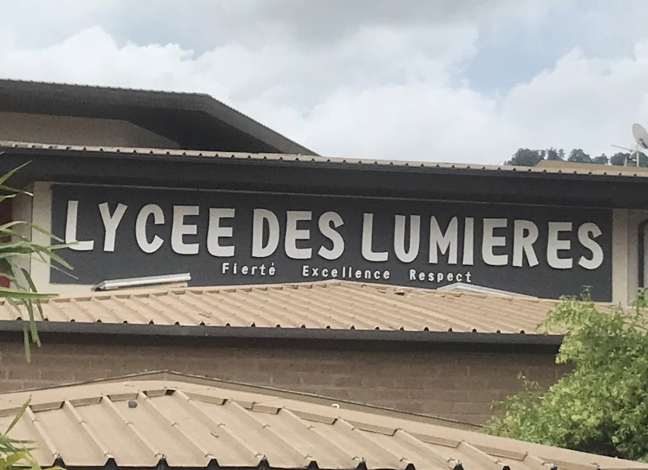 LYCEE DES LUMIERES
Fierté Excellence Respect